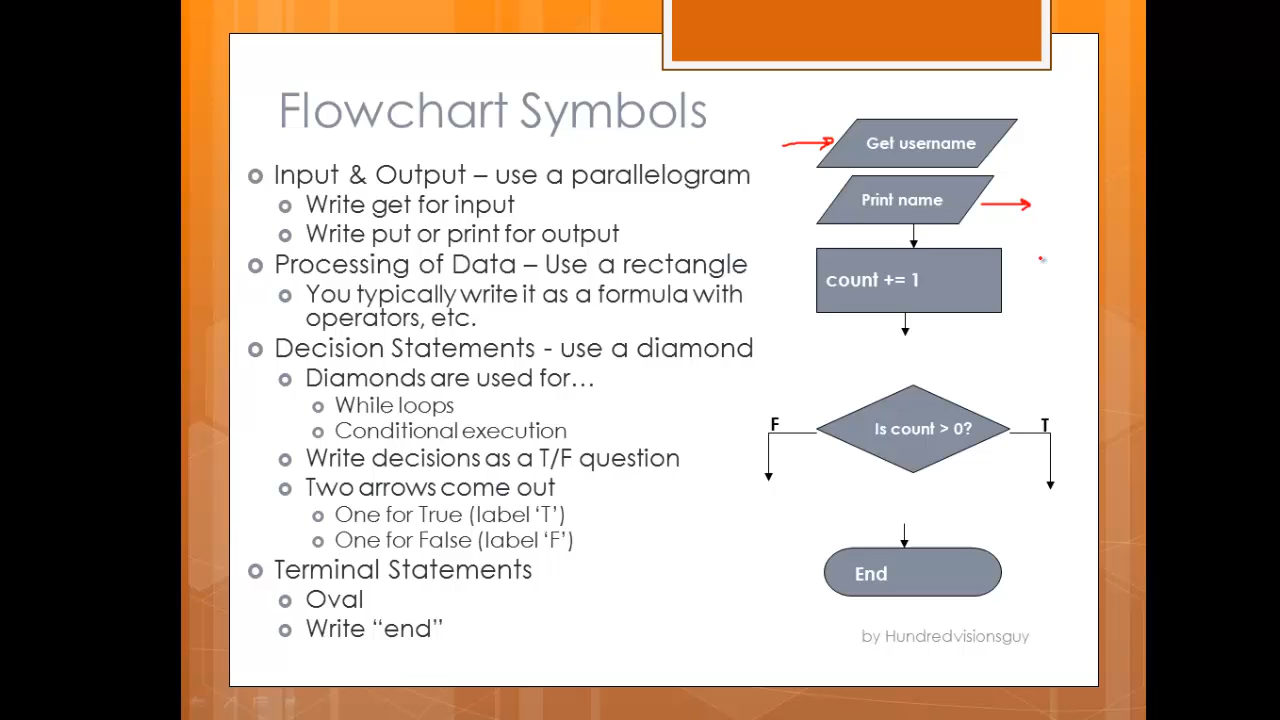 Flowchart Symbols
Input & Output – use a parallelogram
Write get for input
Write put or print for output
Processing of Data – Use a rectangle
You typically write it as a formula with
operators, etc.
Decision Statements - use a diamond
Diamonds are used for…
While loops
Conditional execution
Write decisions as a T/F question
Two arrows come out
One for True (label ‘T’)
One for False (label ‘F’)
Terminal Statements
Oval
Write “end”
Get username
Print name
count += 1
F
Is count > 0?
T
End
by Hundredvisionsguy